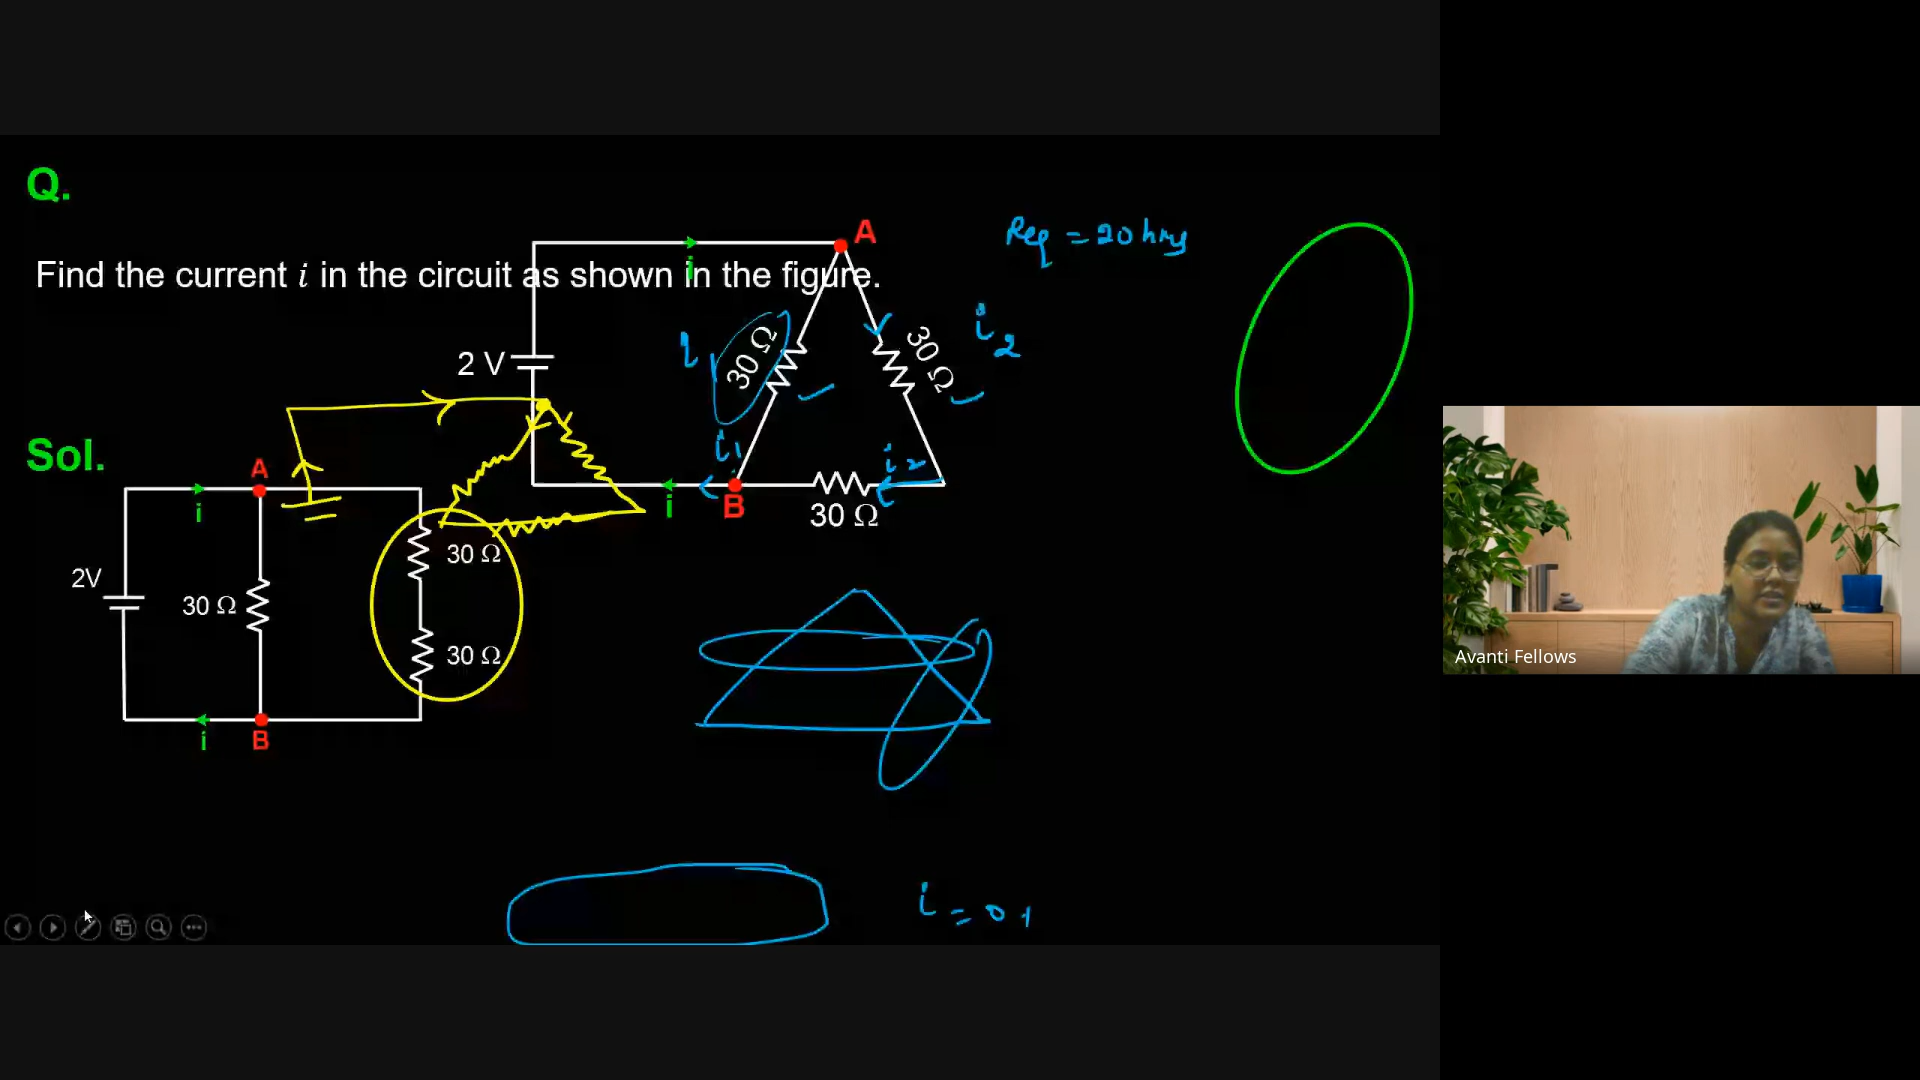 Q.
Find the current i in the circuit as shown in the figure.
A
i
2 V
30 Ω
30 Ω
i
B
30 Ω
Req = 20
i₂
i₁
i₂
Sol.
A
i
2V
30 Ω
30 Ω
30 Ω
i
B
i = 0.1
Avanti Fellows